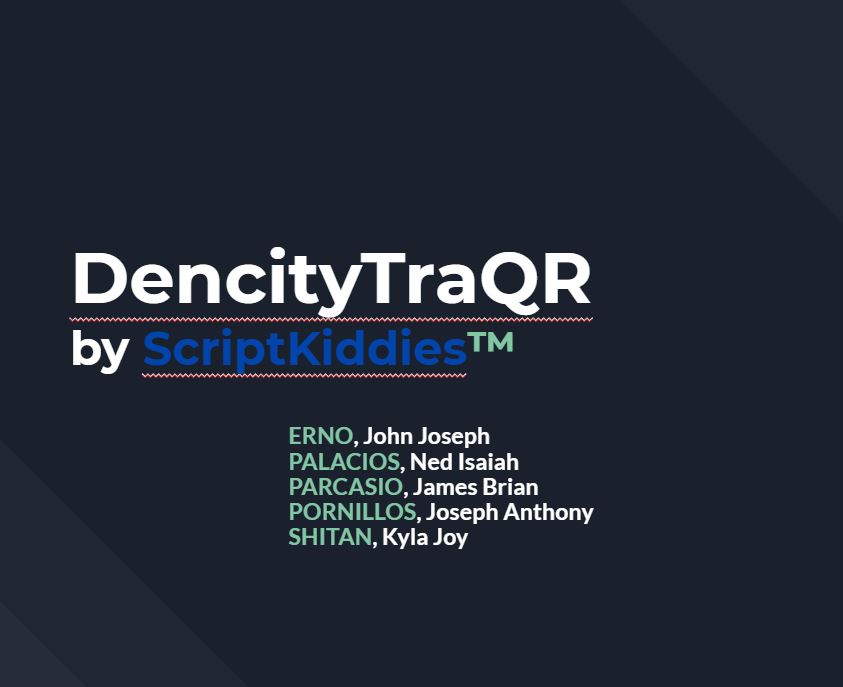 DencityTraQR
by ScriptKiddies™
ERNO, John Joseph
PALACIOS, Ned Isaiah
PARCASIO, James Brian
PORNILLOS, Joseph Anthony
SHITAN, Kyla Joy